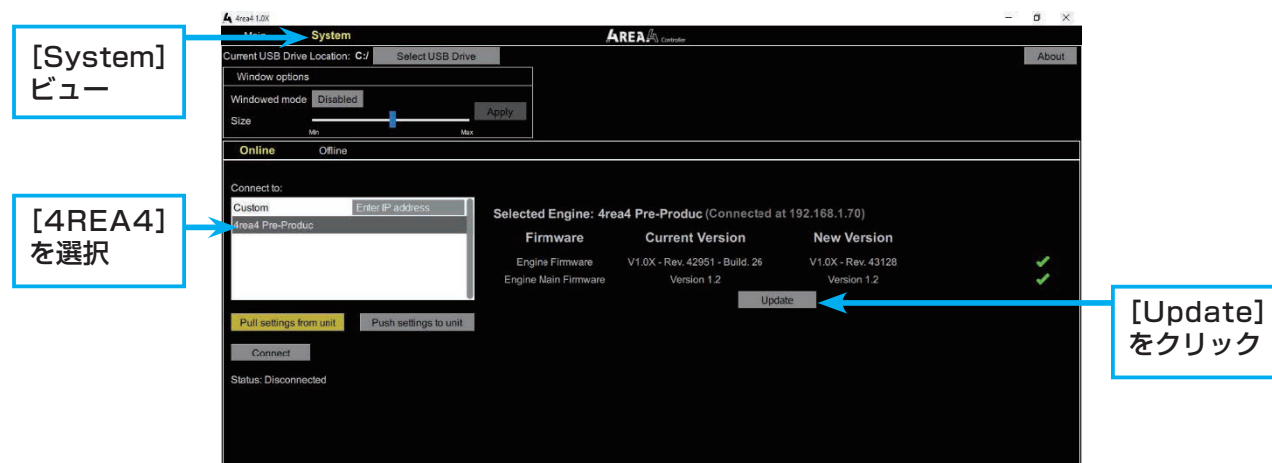 4rea4 1.0X
Main System
4REA4 Controller
Current USB Drive Location: C:/ Select USB Drive About
Window options
Windowed mode Disabled
Size
Min Max
Apply
Online Offline
Connect to:
Custom Enter IP address
4rea4 Pre-Produc
Selected Engine: 4rea4 Pre-Produc (Connected at 192.168.1.70)
Firmware Current Version New Version
Engine Firmware V1.0X - Rev. 42951 - Build. 26 V1.0X - Rev. 43128
Engine Main Firmware Version 1.2 Version 1.2
Update
Pull settings from unit Push settings to unit
Connect
Status: Disconnected
[System]
ビュー
[4REA4]
を選択
[Update]
をクリック